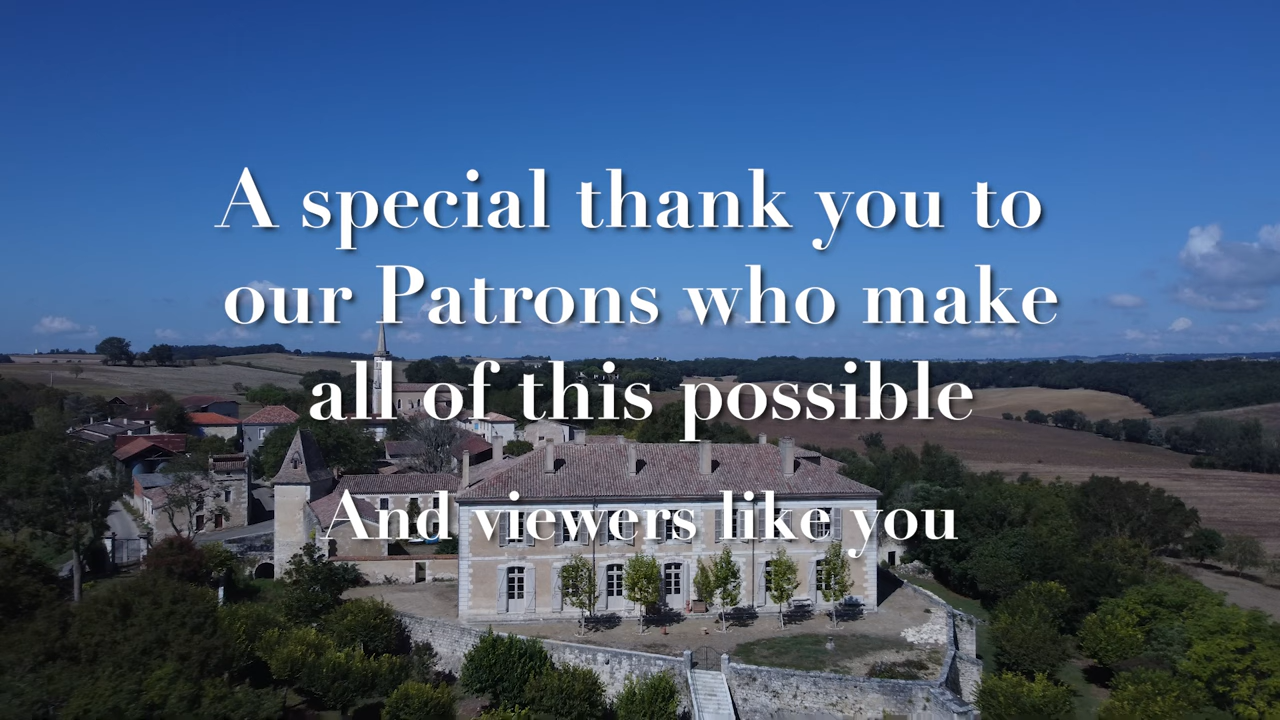 A special thank you to
our Patrons who make
all of this possible
And viewers like you